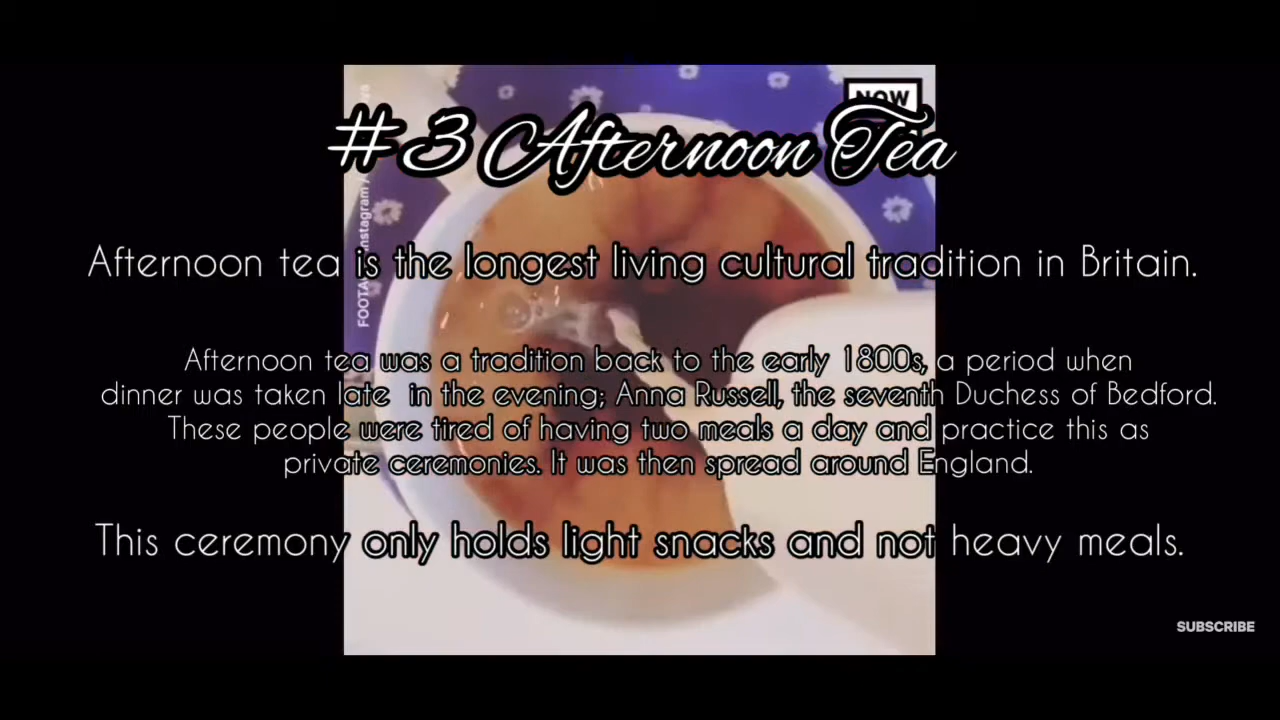 NOW
#3 Afternoon Tea
FOOTA
nstagram/
Afternoon tea is the longest living cultural tradition in Britain.
Afternoon tea was a tradition back to the early 1800s, a period when
dinner was taken late in the evening; Anna Russell, the seventh Duchess of Bedford.
These people were tired of having two meals a day and practice this as
private ceremonies. It was then spread around England.
This ceremony only holds light snacks and not heavy meals.
SUBSCRIBE